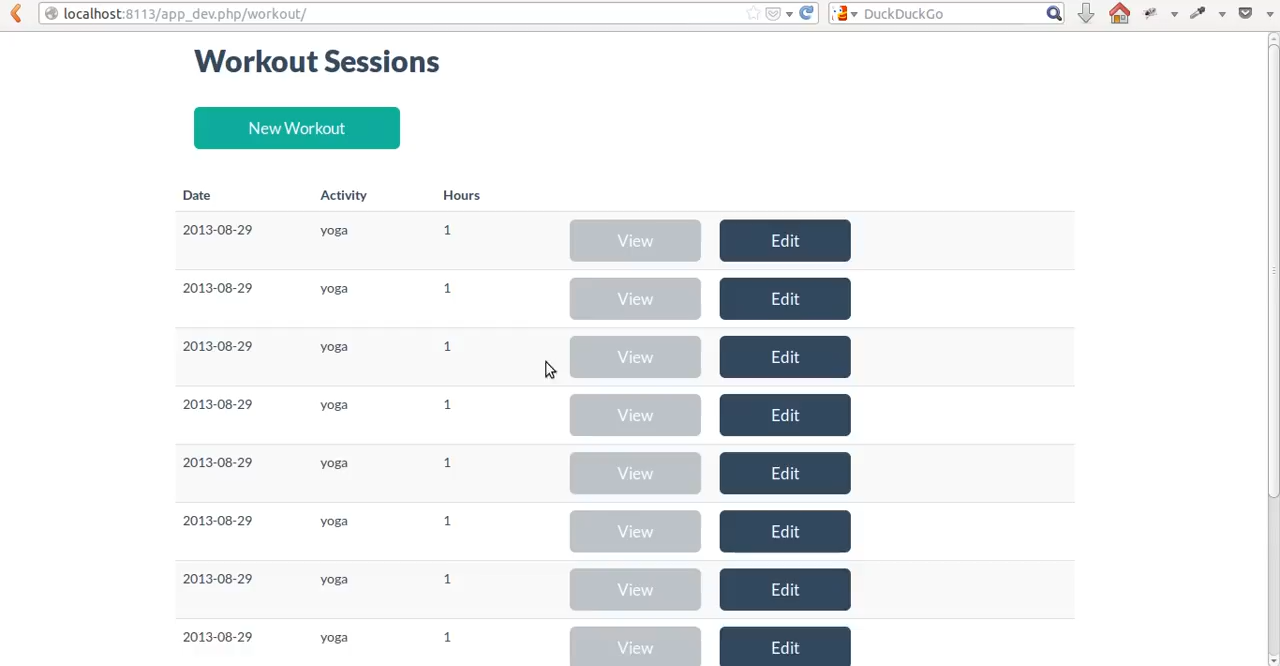 localhost:8113/app_dev.php/workout/ DuckDuckGo
Workout Sessions
New Workout
Date Activity Hours
2013-08-29 yoga 1 View Edit
2013-08-29 yoga 1 View Edit
2013-08-29 yoga 1 View Edit
2013-08-29 yoga 1 View Edit
2013-08-29 yoga 1 View Edit
2013-08-29 yoga 1 View Edit
2013-08-29 yoga 1 View Edit
2013-08-29 yoga 1 View Edit